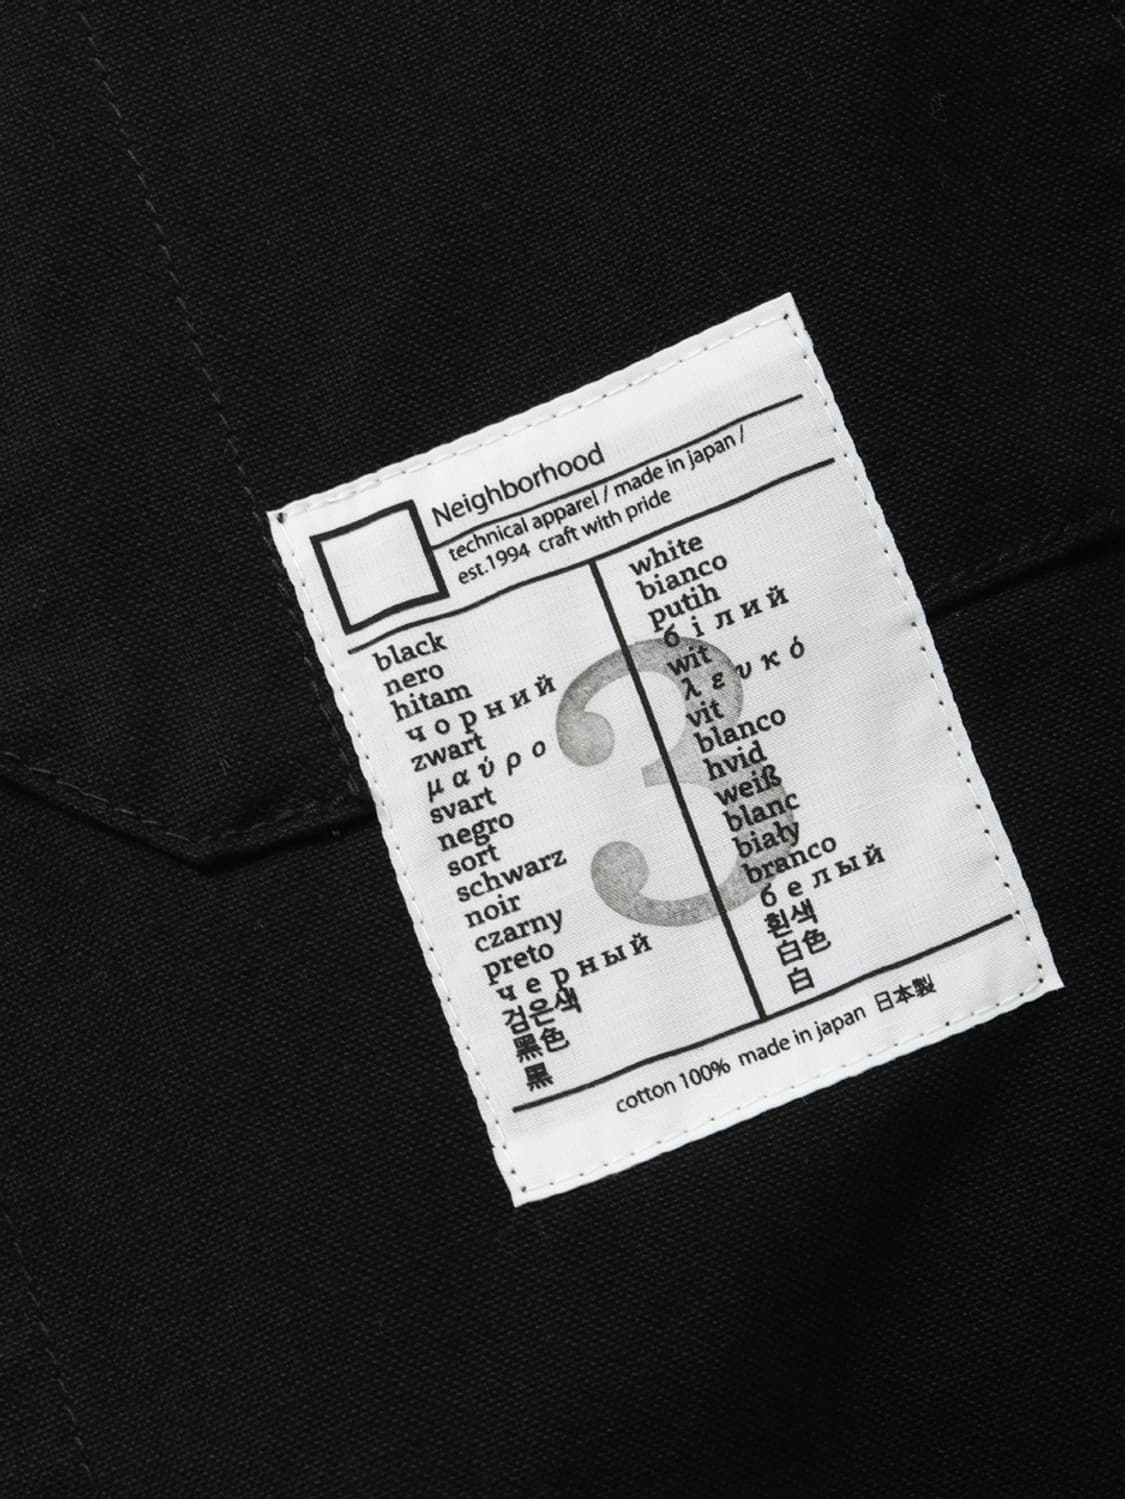 Neighborhood
technical apparel / made in japan /
est.1994 craft with pride
black
nero
hitam
чорний
zwart
μαύρο
svart
negro
sort
schwarz
noir
czarny
preto
черный
검은색
黑色
黒
white
bianco
putih
білий
wit
λευκό
vit
blanco
hvid
weiß
blanc
biały
branco
белый
흰색
白色
白
3
cotton 100% made in japan 日本製